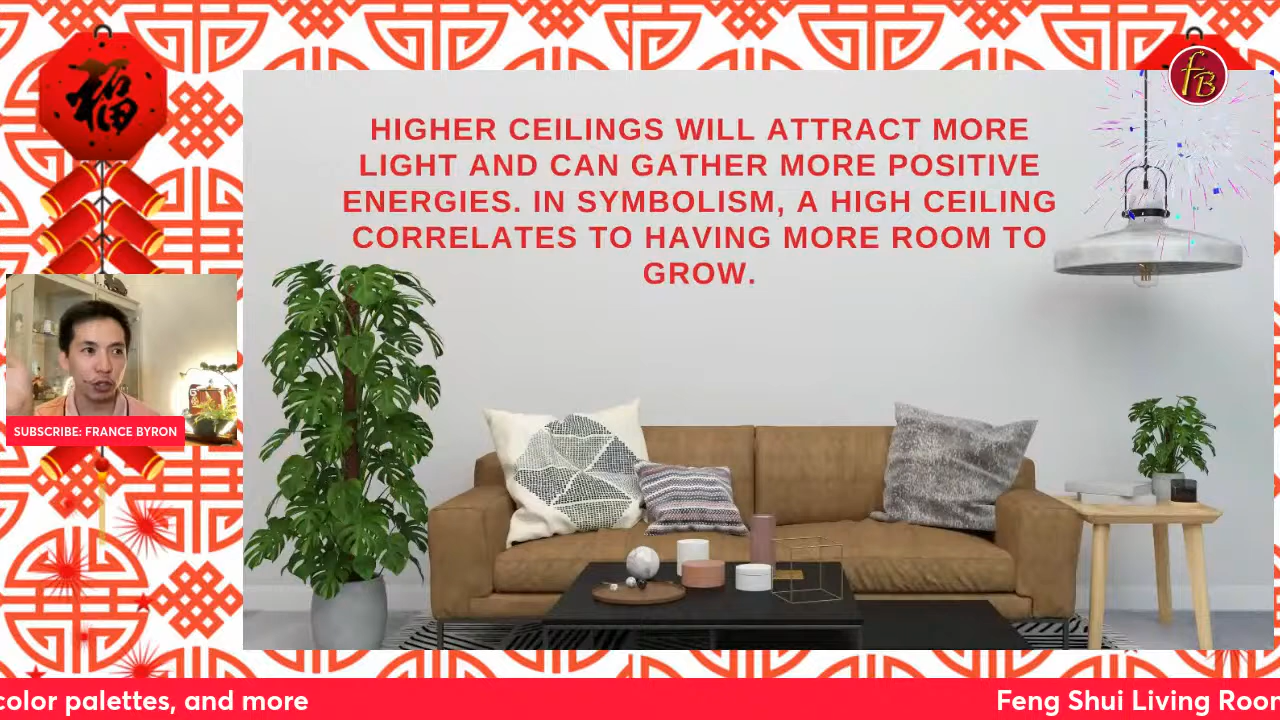 福
FB
HIGHER CEILINGS WILL ATTRACT MORE
LIGHT AND CAN GATHER MORE POSITIVE
ENERGIES. IN SYMBOLISM, A HIGH CEILING
CORRELATES TO HAVING MORE ROOM TO
GROW.
SUBSCRIBE: FRANCE BYRON
color palettes, and more
Feng Shui Living Room